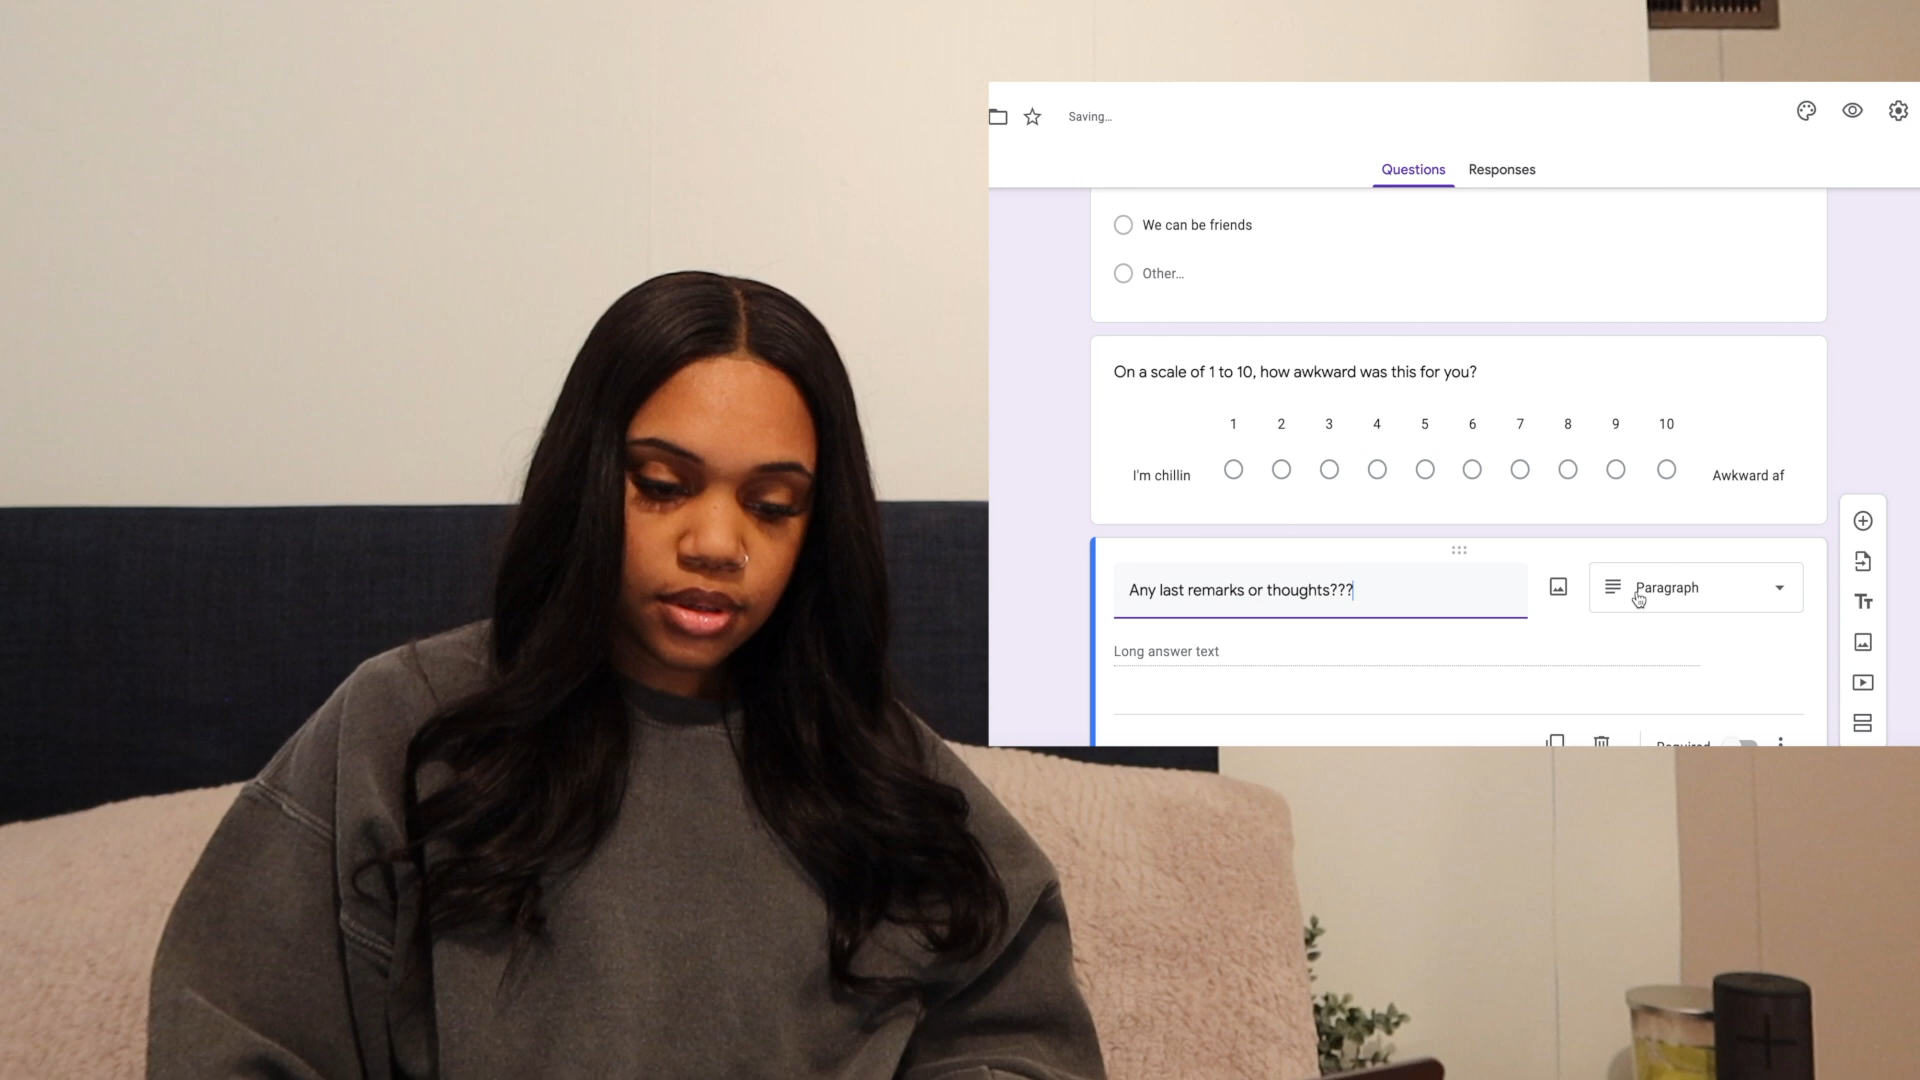 Saving...
Questions Responses
We can be friends
Other...
On a scale of 1 to 10, how awkward was this for you?
1 2 3 4 5 6 7 8 9 10
I'm chillin Awkward af
Any last remarks or thoughts???
Paragraph
Long answer text
Required